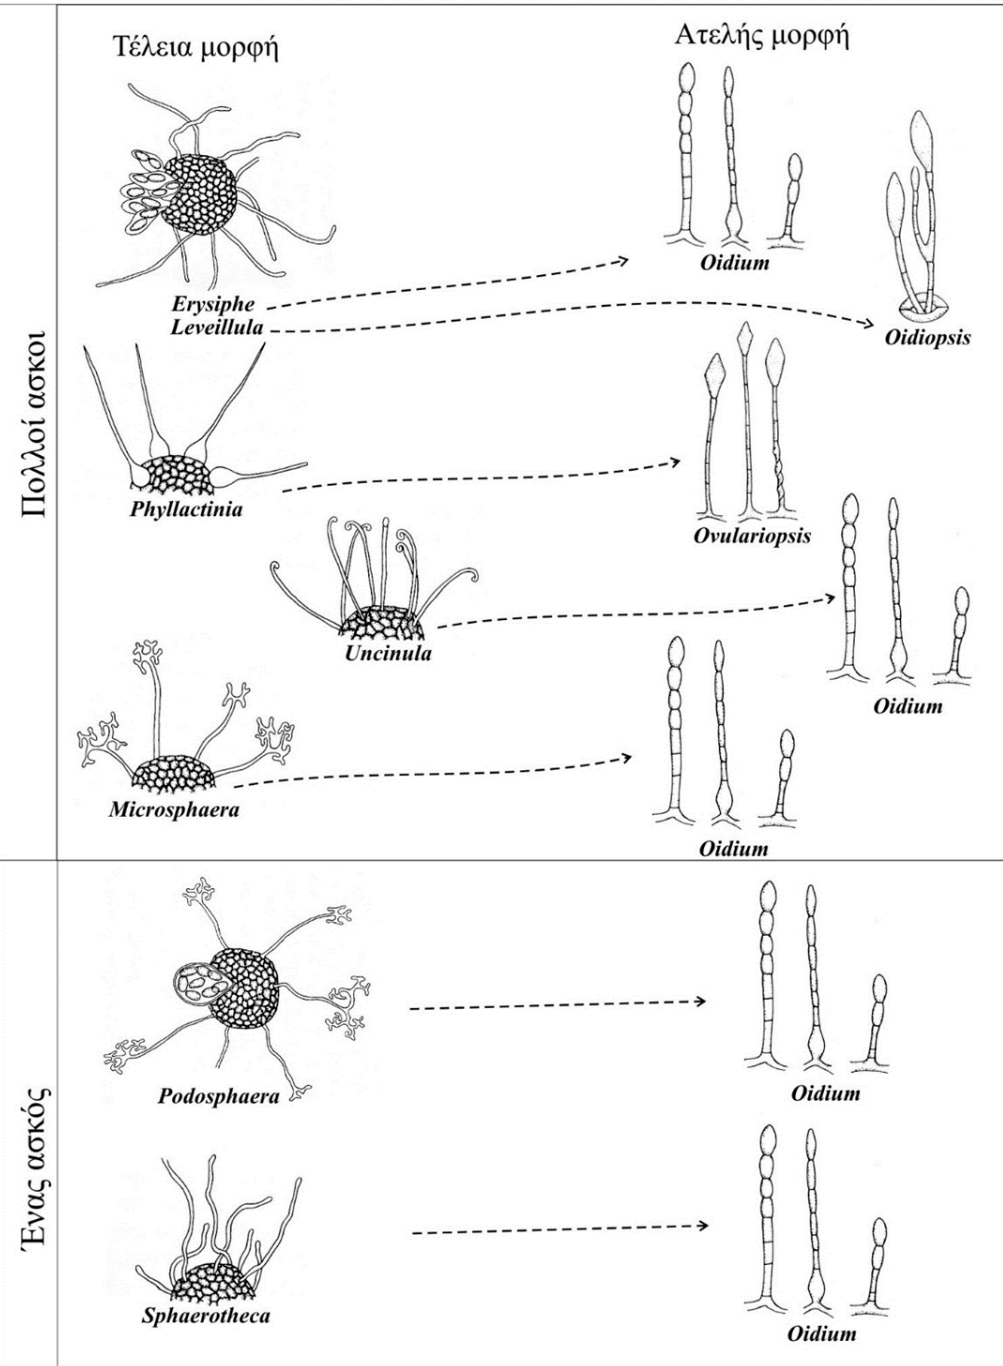 Τέλεια μορφή
Ατελής μορφή
Πολλοί ασκοι
Oidium
Erysiphe
Leveillula
Oidiopsis
Phyllactinia
Ovulariopsis
Uncinula
Oidium
Microsphaera
Oidium
Ένας ασκός
Podosphaera
Oidium
Sphaerotheca
Oidium